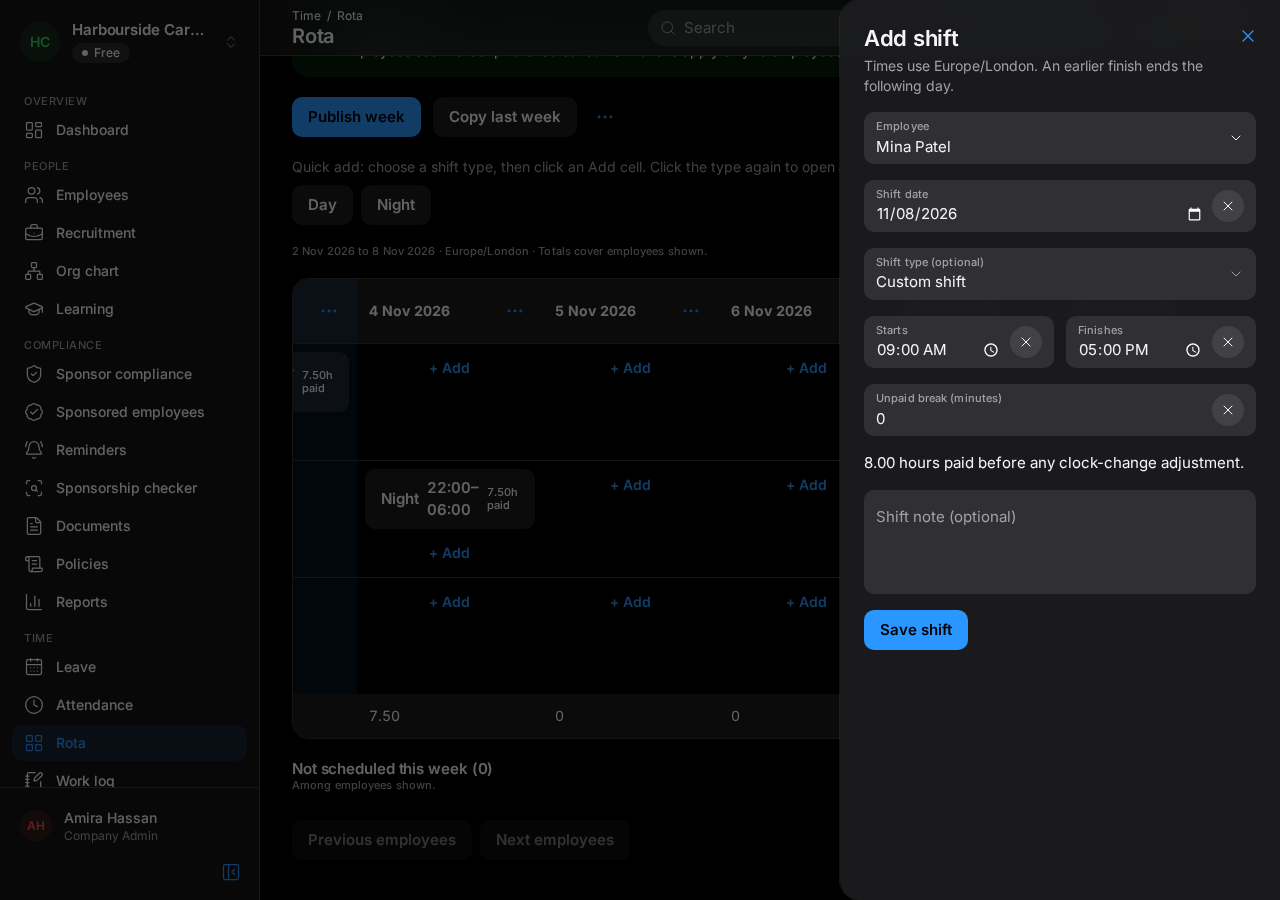 HC
Harbourside Car...
Free
OVERVIEW
Dashboard
PEOPLE
Employees
Recruitment
Org chart
Learning
COMPLIANCE
Sponsor compliance
Sponsored employees
Reminders
Sponsorship checker
Documents
Policies
Reports
TIME
Leave
Attendance
Rota
Work log
AH
Amira Hassan
Company Admin
Time / Rota
Rota
Search
Publish week
Copy last week
Quick add: choose a shift type, then click an Add cell. Click the type again to open
Day
Night
2 Nov 2026 to 8 Nov 2026 · Europe/London · Totals cover employees shown.
4 Nov 2026
5 Nov 2026
6 Nov 2026
7.50h
paid
+ Add
+ Add
+ Add
Night
22:00–
06:00
7.50h
paid
+ Add
+ Add
+ Add
+ Add
+ Add
+ Add
7.50
0
0
Not scheduled this week (0)
Among employees shown.
Previous employees
Next employees
Add shift
Times use Europe/London. An earlier finish ends the
following day.
Employee
Mina Patel
Shift date
11/08/2026
Shift type (optional)
Custom shift
Starts
09:00 AM
Finishes
05:00 PM
Unpaid break (minutes)
0
8.00 hours paid before any clock-change adjustment.
Shift note (optional)
Save shift